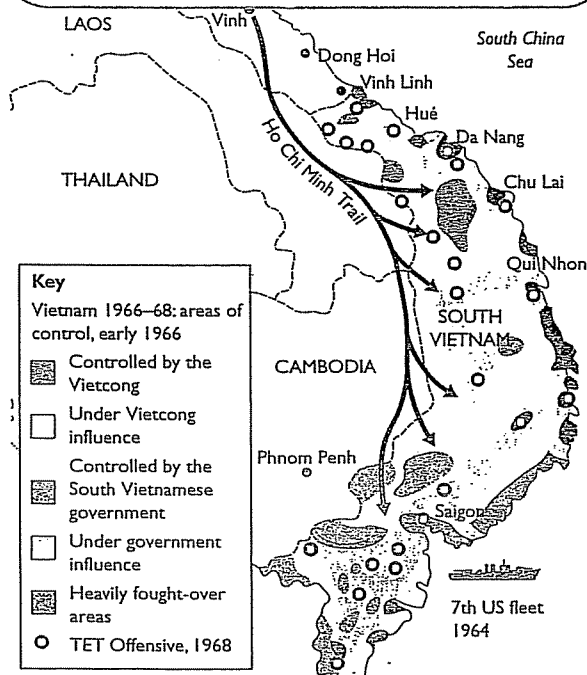 LAOS
Vinh
South China
Sea
Dong Hoi
Vinh Linh
Hué
Da Nang
Ho Chi Minh Trail
THAILAND
Chu Lai
Qui Nhon
SOUTH
VIETNAM
CAMBODIA
Phnom Penh
Saigon
7th US fleet
1964
Key
Vietnam 1966–68: areas of
control, early 1966
Controlled by the
Vietcong
Under Vietcong
influence
Controlled by the
South Vietnamese
government
Under government
influence
Heavily fought-over
areas
TET Offensive, 1968